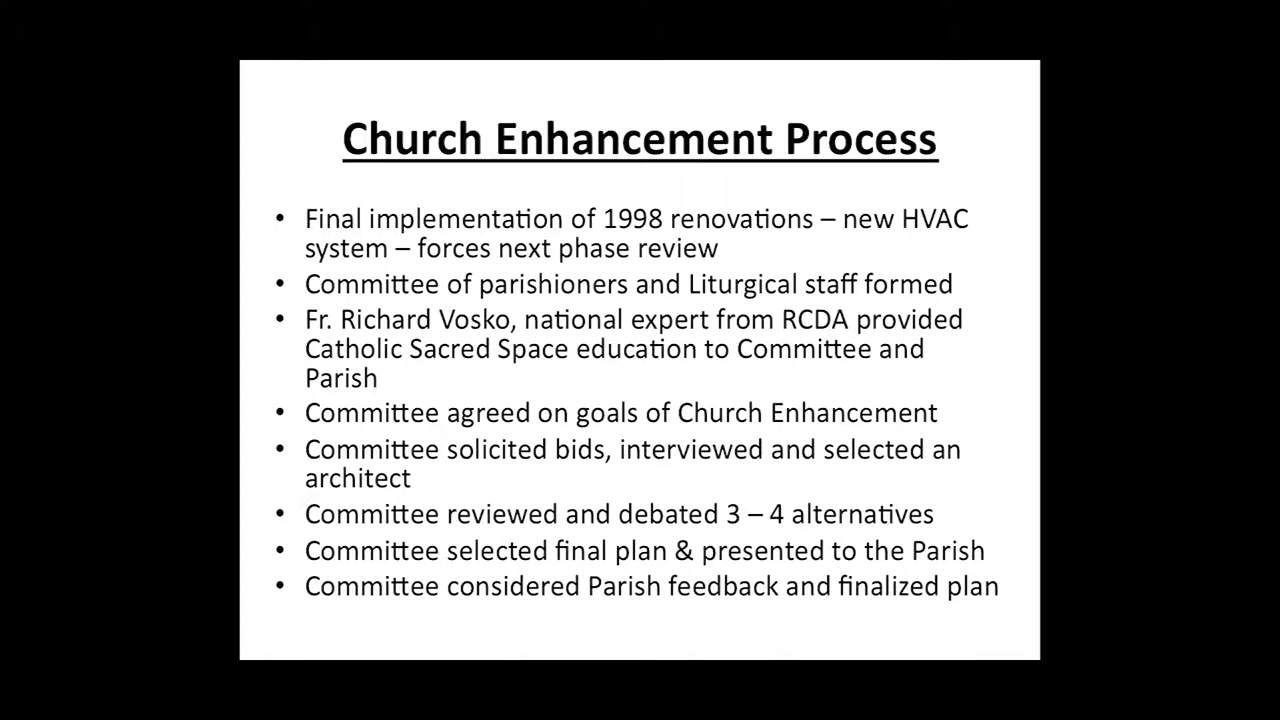 Church Enhancement Process
• Final implementation of 1998 renovations – new HVAC
system – forces next phase review
• Committee of parishioners and Liturgical staff formed
• Fr. Richard Vosko, national expert from RCDA provided
Catholic Sacred Space education to Committee and
Parish
• Committee agreed on goals of Church Enhancement
• Committee solicited bids, interviewed and selected an
architect
• Committee reviewed and debated 3 – 4 alternatives
• Committee selected final plan & presented to the Parish
• Committee considered Parish feedback and finalized plan